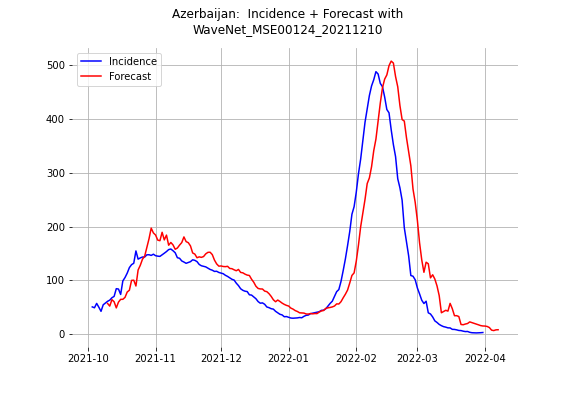 Azerbaijan:  Incidence + Forecast with
WaveNet_MSE00124_20211210
Incidence
Forecast
500
400
300
200
100
0
2021-10 2021-11 2021-12 2022-01 2022-02 2022-03 2022-04